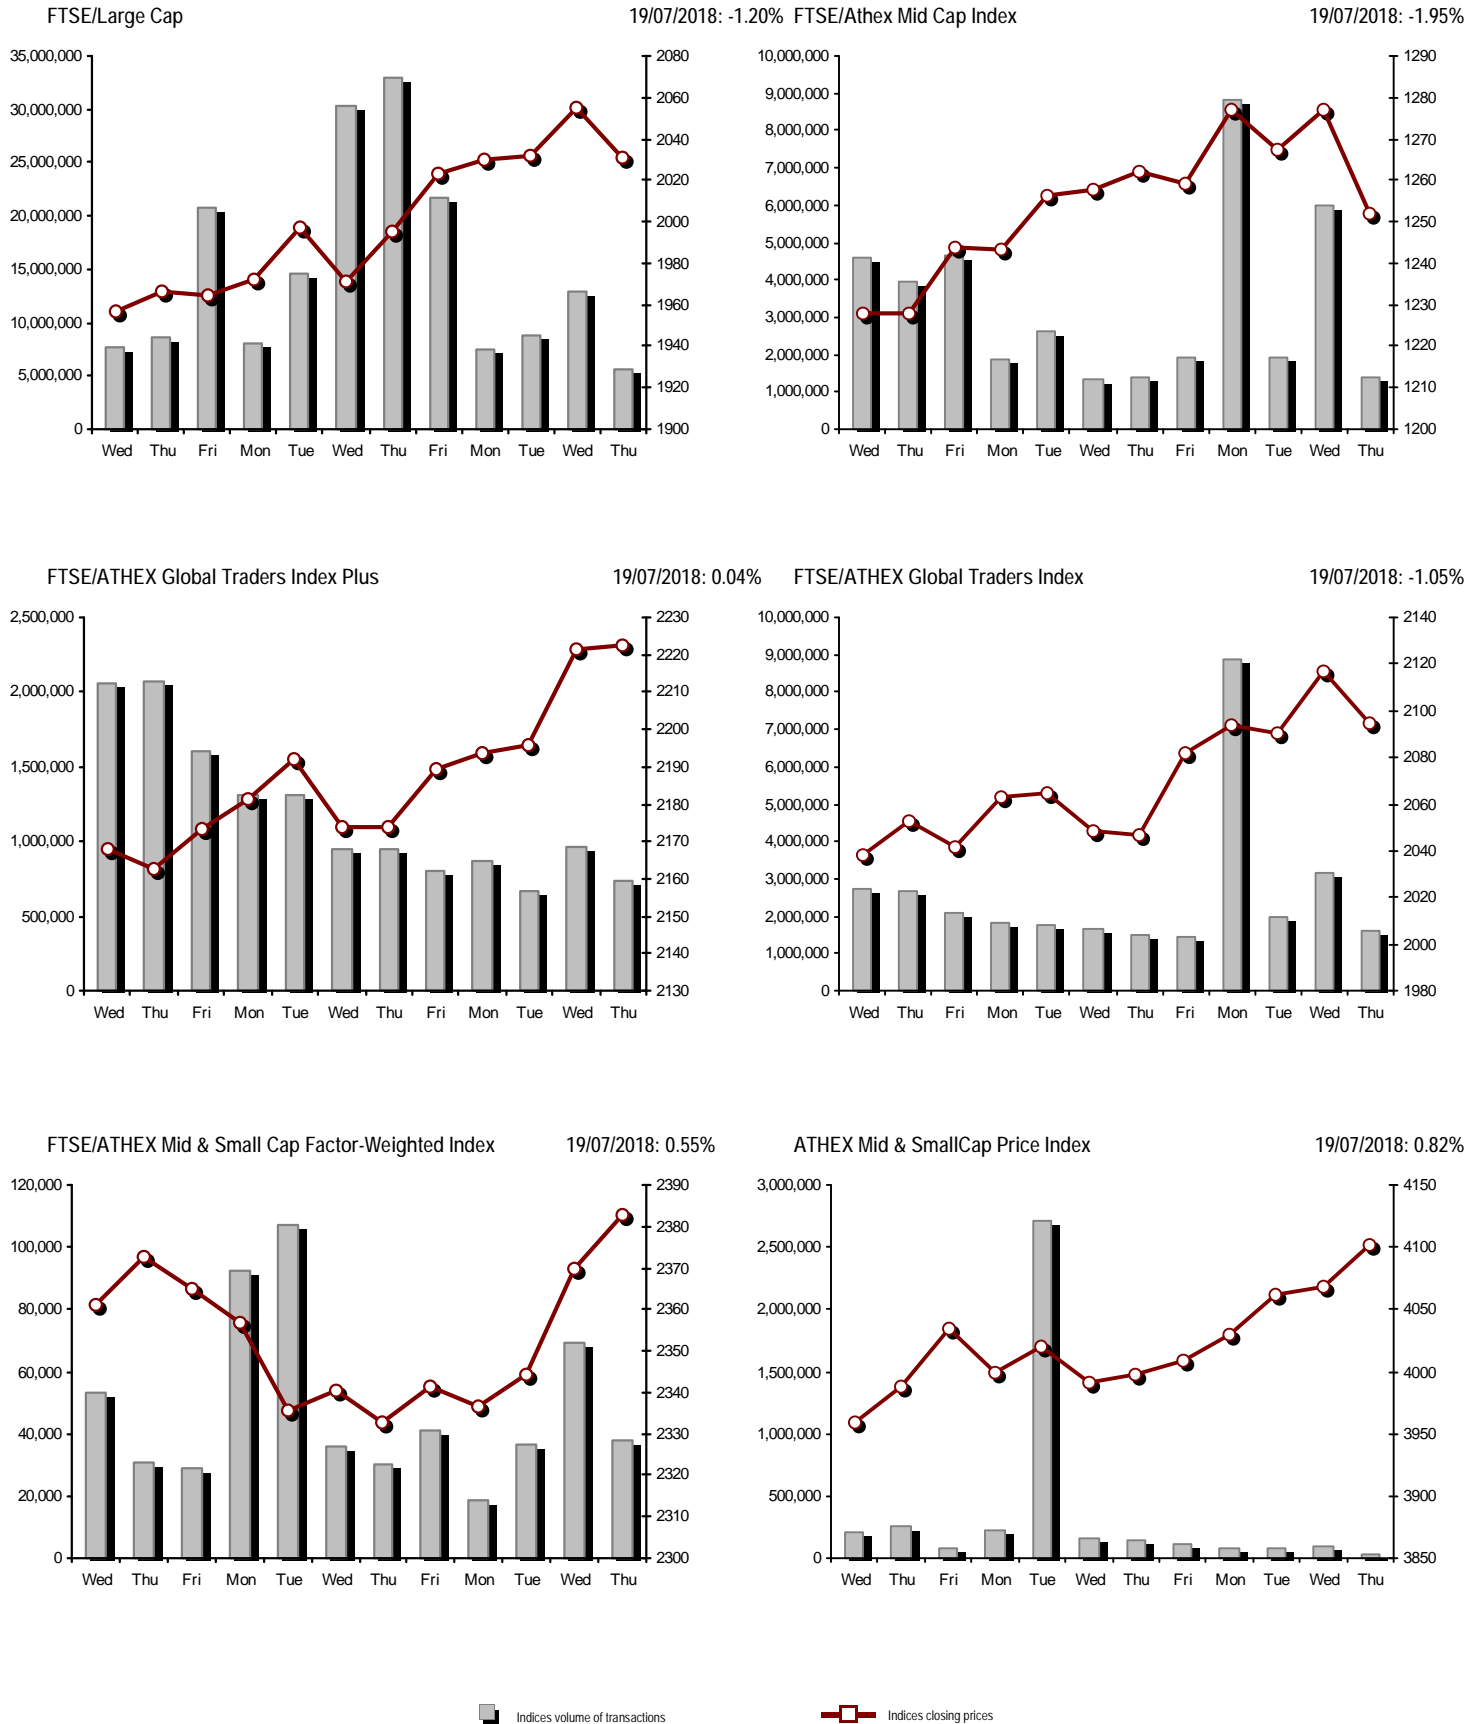 FTSE/Large Cap 19/07/2018: -1.20% FTSE/Athex Mid Cap Index 19/07/2018: -1.95%
35,000,000 2080 10,000,000 1290
30,000,000 2060 9,000,000 1280
25,000,000 2040 8,000,000 1270
20,000,000 2020 7,000,000 1260
15,000,000 2000 6,000,000 1250
10,000,000 1980 5,000,000 1240
5,000,000 1960 4,000,000 1230
0 1940 3,000,000 1220
1920 2,000,000 1210
1900 1,000,000 1200
0
Wed Thu Fri Mon Tue Wed Thu Fri Mon Tue Wed Thu Wed Thu Fri Mon Tue Wed Thu Fri Mon Tue Wed Thu
FTSE/ATHEX Global Traders Index Plus 19/07/2018: 0.04% FTSE/ATHEX Global Traders Index 19/07/2018: -1.05%
2,500,000 2230 10,000,000 2140
2,000,000 2220 9,000,000 2120
1,500,000 2210 8,000,000 2100
1,000,000 2200 7,000,000 2080
500,000 2190 6,000,000 2060
0 2180 5,000,000 2040
2170 4,000,000 2020
2160 3,000,000 2000
2150 2,000,000 1980
2140 1,000,000
2130 0
Wed Thu Fri Mon Tue Wed Thu Fri Mon Tue Wed Thu Wed Thu Fri Mon Tue Wed Thu Fri Mon Tue Wed Thu
FTSE/ATHEX Mid & Small Cap Factor-Weighted Index 19/07/2018: 0.55% ATHEX Mid & SmallCap Price Index 19/07/2018: 0.82%
120,000 2390 3,000,000 4150
100,000 2380 2,500,000 4100
80,000 2370 2,000,000 4050
60,000 2360 1,500,000 4000
40,000 2350 1,000,000 3950
20,000 2340 500,000 3900
0 2330 0 3850
2320
2310
2300
Wed Thu Fri Mon Tue Wed Thu Fri Mon Tue Wed Thu Wed Thu Fri Mon Tue Wed Thu Fri Mon Tue Wed Thu
Indices volume of transactions Indices closing prices